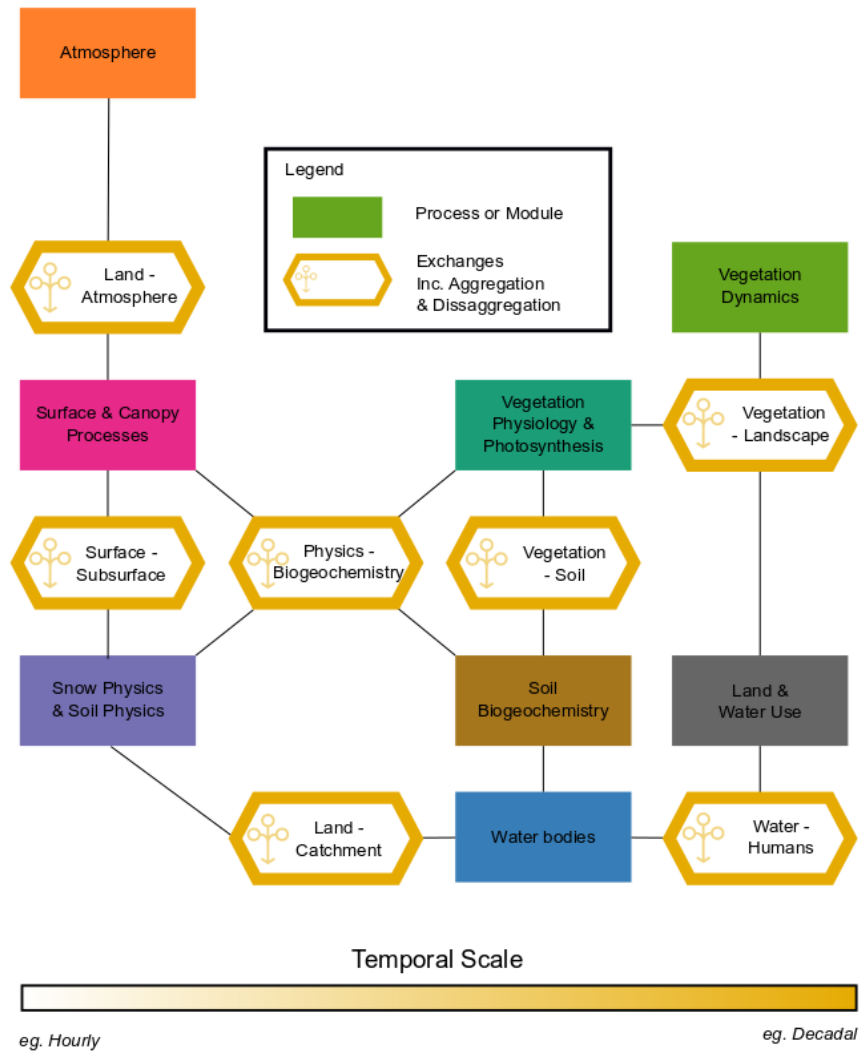 Atmosphere
Legend
Process or Module
Exchanges
Inc. Aggregation
& Dissaggregation
Land -
Atmosphere
Vegetation
Dynamics
Surface & Canopy
Processes
Vegetation
Physiology &
Photosynthesis
Vegetation
- Landscape
Surface -
Subsurface
Physics -
Biogeochemistry
Vegetation
- Soil
Snow Physics
& Soil Physics
Soil
Biogeochemistry
Land &
Water Use
Land -
Catchment
Water bodies
Water -
Humans
Temporal Scale
eg. Hourly
eg. Decadal